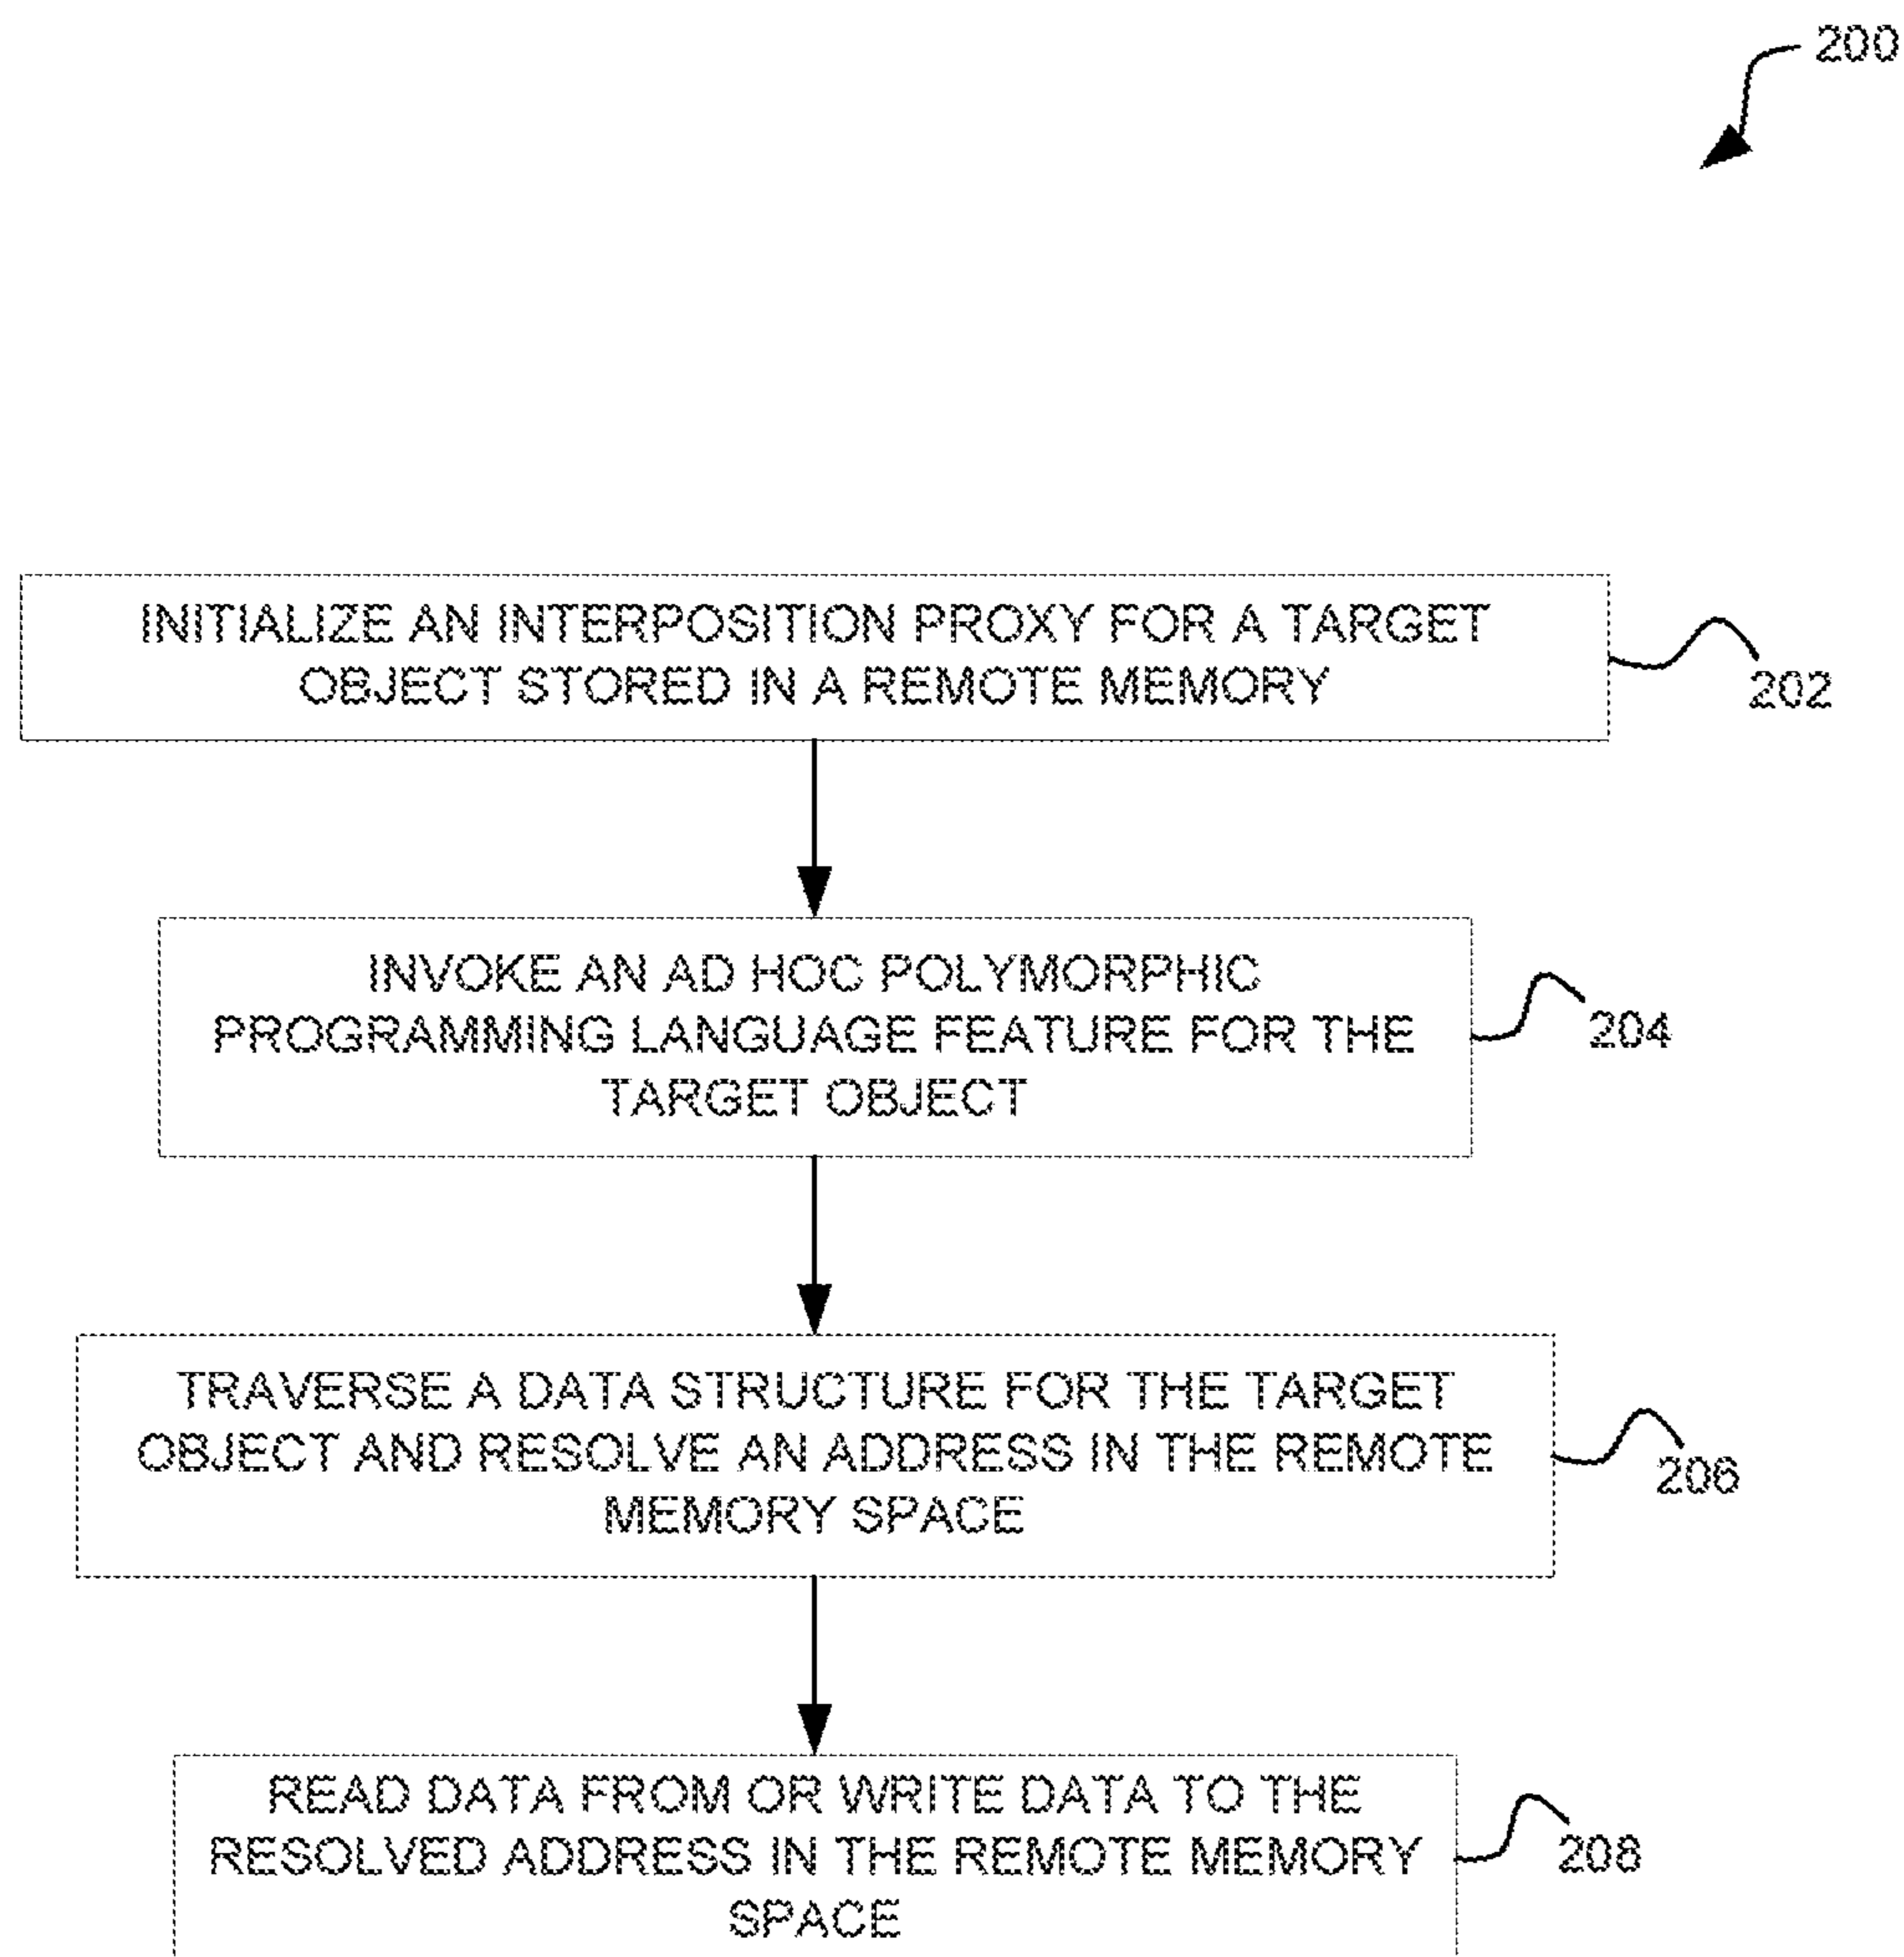 200
INITIALIZE AN INTERPOSITION PROXY FOR A TARGET
OBJECT STORED IN A REMOTE MEMORY
202
INVOKE AN AD HOC POLYMORPHIC
PROGRAMMING LANGUAGE FEATURE FOR THE
TARGET OBJECT
204
TRAVERSE A DATA STRUCTURE FOR THE TARGET
OBJECT AND RESOLVE AN ADDRESS IN THE REMOTE
MEMORY SPACE
206
READ DATA FROM OR WRITE DATA TO THE
RESOLVED ADDRESS IN THE REMOTE MEMORY
SPACE
208